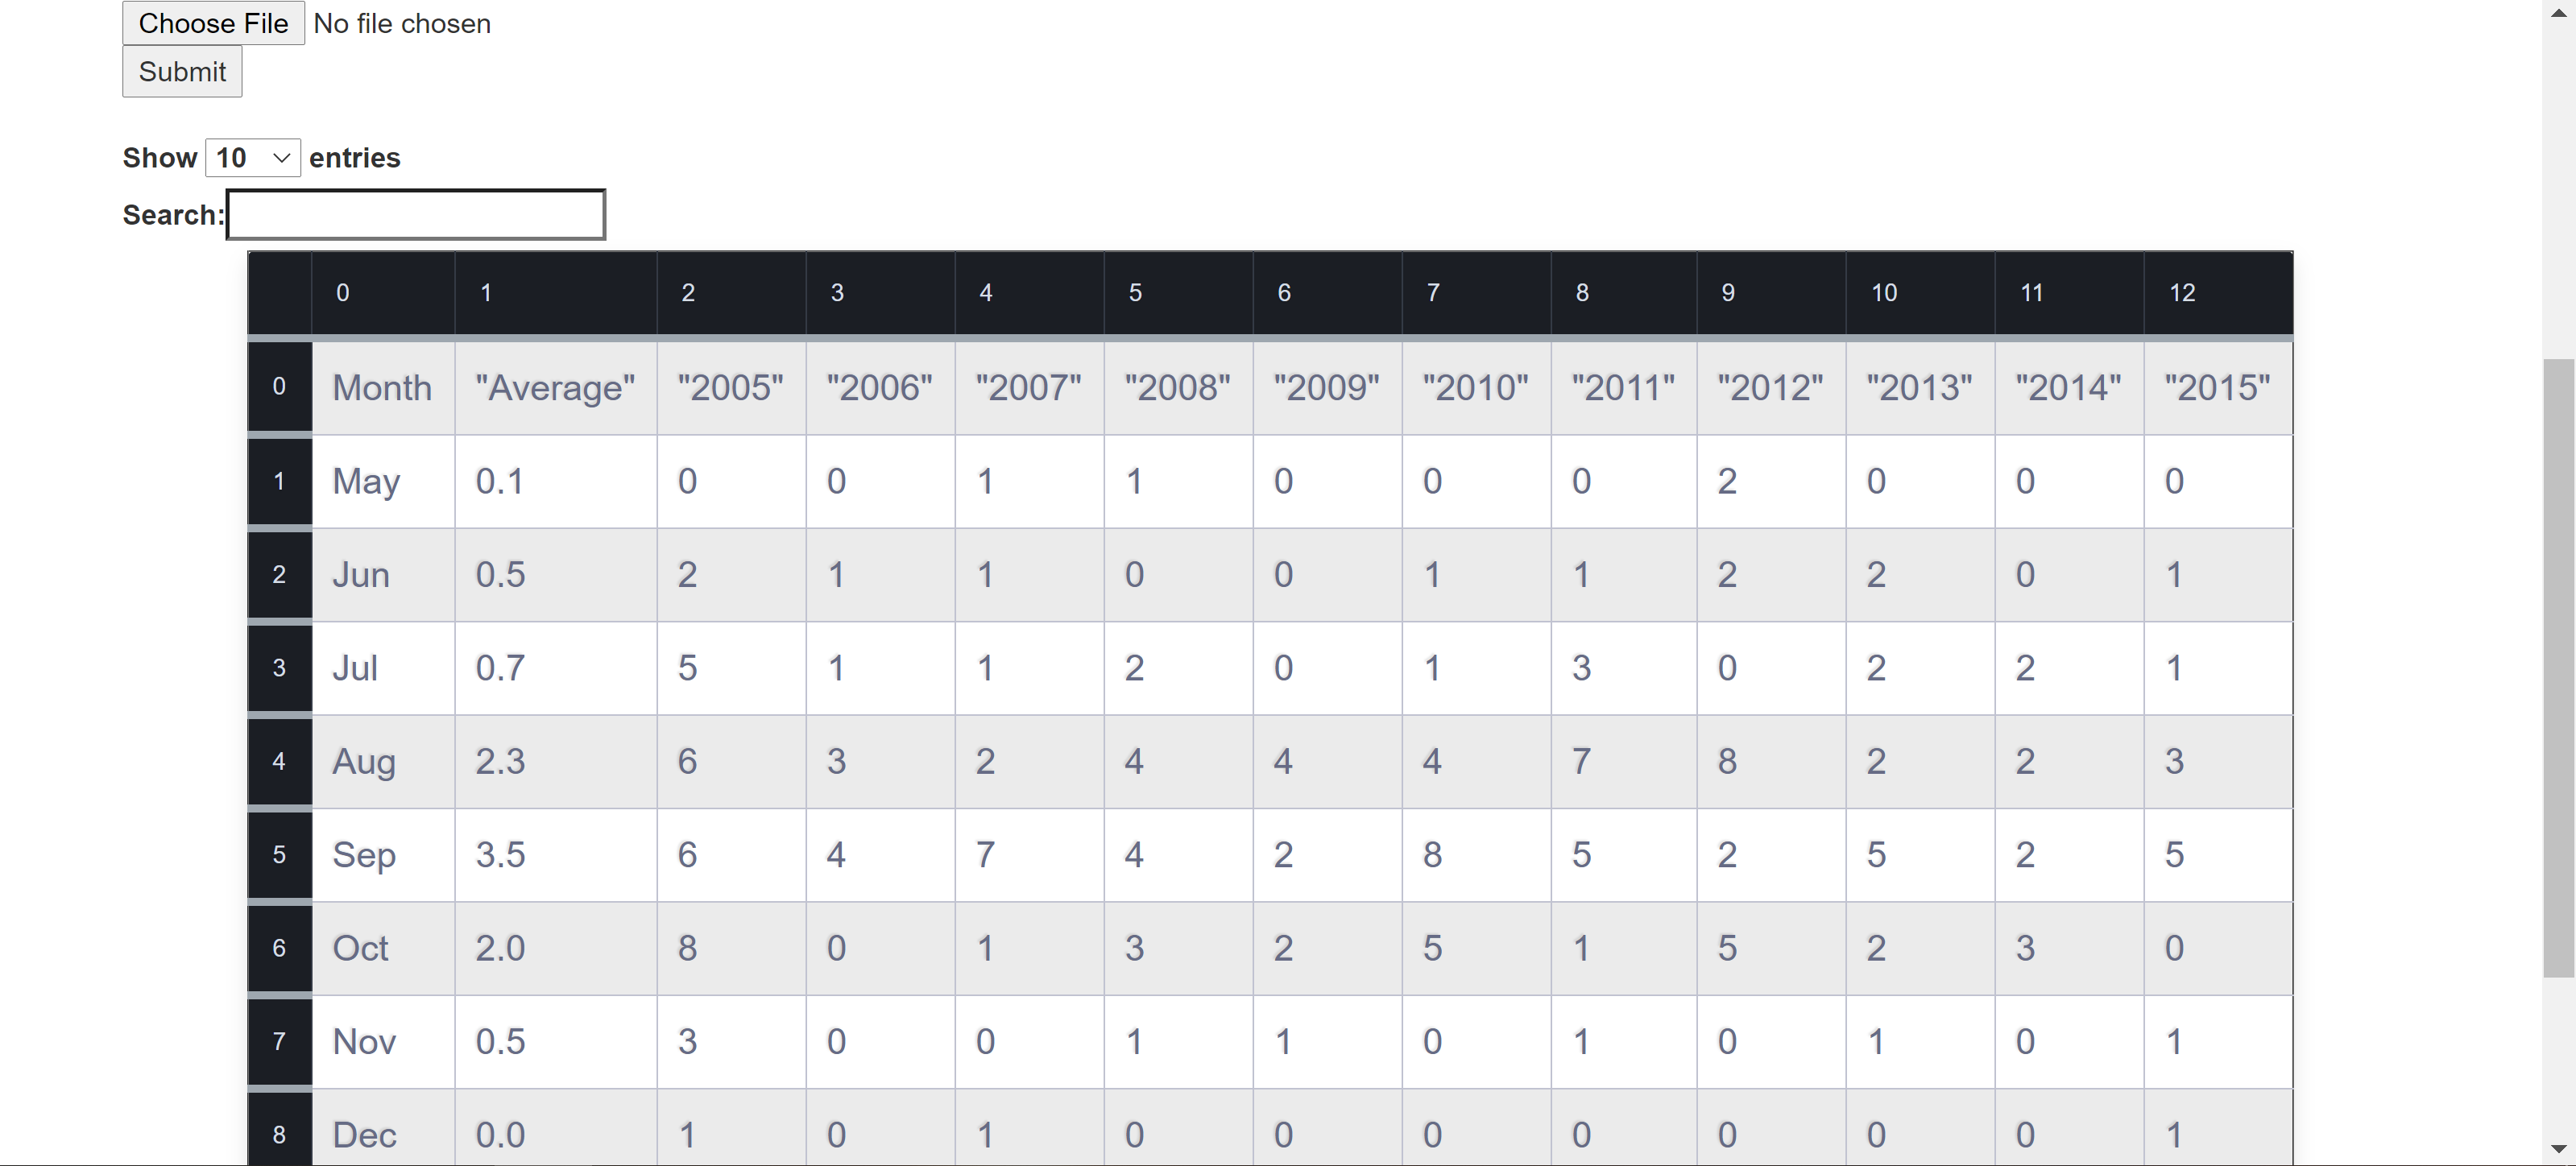 Choose File No file chosen
Submit
Show 10 entries
Search:
0 1 2 3 4 5 6 7 8 9 10 11 12
0 Month "Average" "2005" "2006" "2007" "2008" "2009" "2010" "2011" "2012" "2013" "2014" "2015"
1 May 0.1 0 0 1 1 0 0 0 2 0 0 0
2 Jun 0.5 2 1 1 0 0 1 1 2 2 0 1
3 Jul 0.7 5 1 1 2 0 1 3 0 2 2 1
4 Aug 2.3 6 3 2 4 4 4 7 8 2 2 3
5 Sep 3.5 6 4 7 4 2 8 5 2 5 2 5
6 Oct 2.0 8 0 1 3 2 5 1 5 2 3 0
7 Nov 0.5 3 0 0 1 1 0 1 0 1 0 1
8 Dec 0.0 1 0 1 0 0 0 0 0 0 0 1